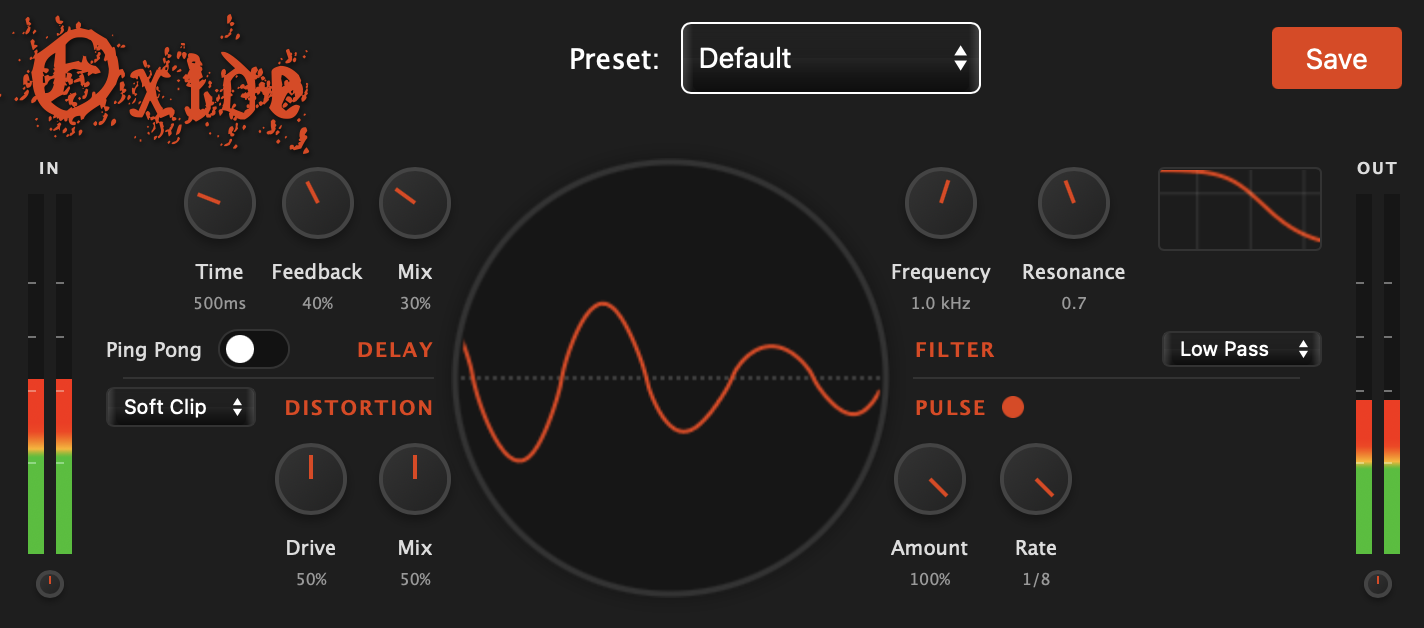 Oxide
Preset: Default
Save
IN
OUT
Time Feedback Mix
500ms 40% 30%
Frequency Resonance
1.0 kHz 0.7
Ping Pong DELAY
FILTER Low Pass
Soft Clip DISTORTION
PULSE
Drive Mix
50% 50%
Amount Rate
100% 1/8